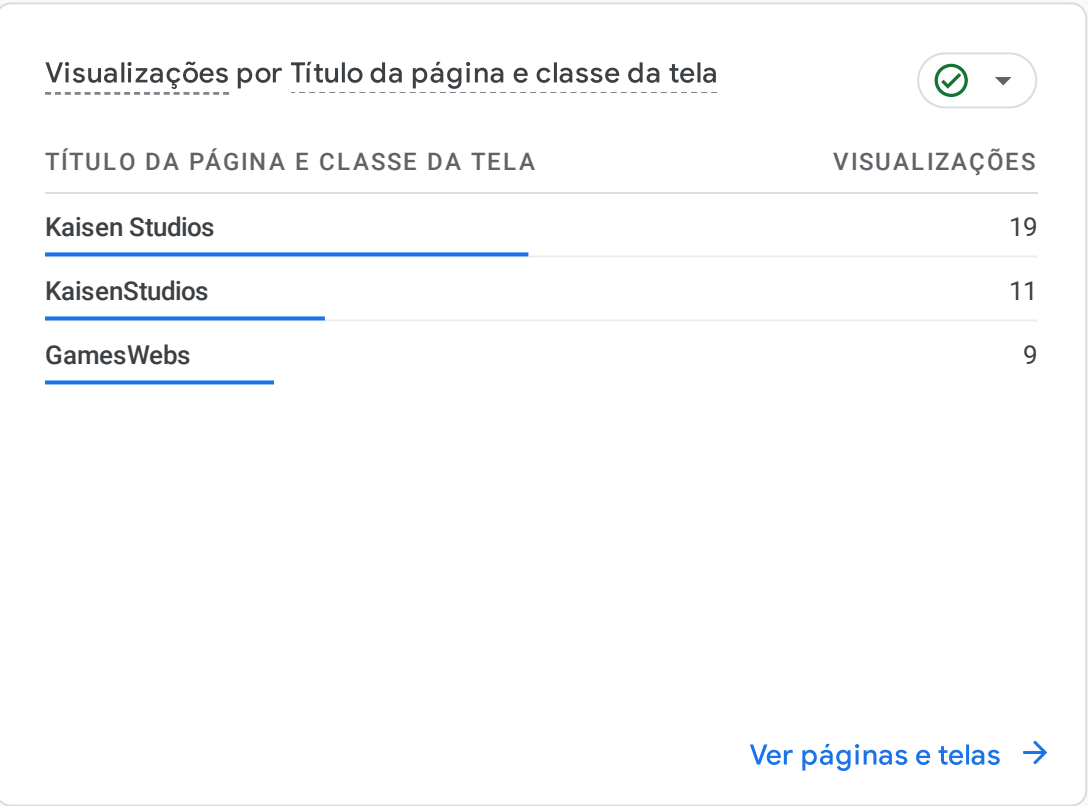 Visualizações por Título da página e classe da tela
TÍTULO DA PÁGINA E CLASSE DA TELA VISUALIZAÇÕES
Kaisen Studios 19
KaisenStudios 11
GamesWebs 9
Ver páginas e telas